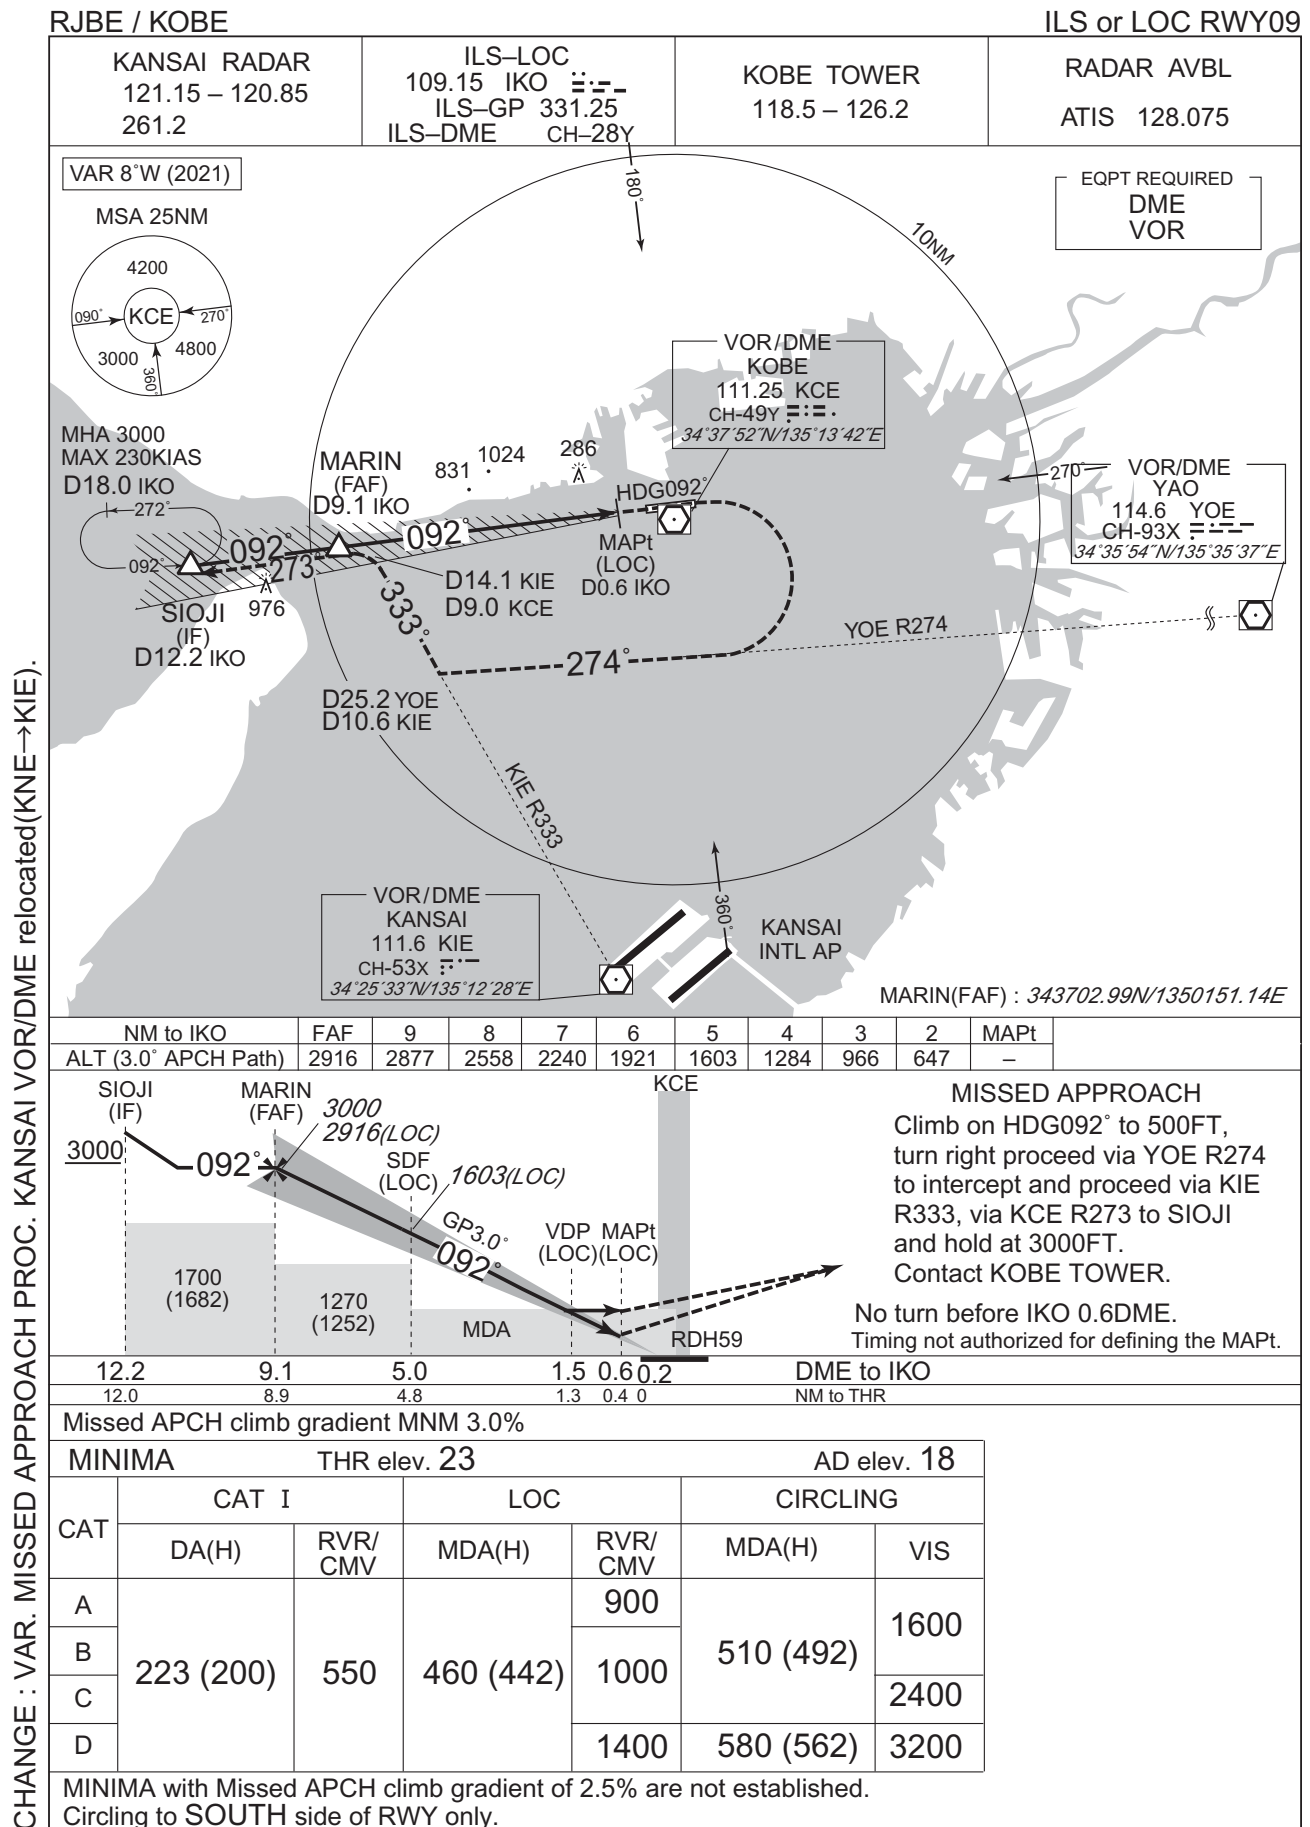 RJBE / KOBE
ILS or LOC RWY09
KANSAI RADAR
121.15 – 120.85
261.2
ILS–LOC
109.15 IKO
ILS–GP 331.25
ILS–DME CH–28Y
KOBE TOWER
118.5 – 126.2
RADAR AVBL
ATIS 128.075
VAR 8°W (2021)
MSA 25NM
4200
090°
KCE
270°
3000
4800
360°
180°
10NM
EQPT REQUIRED
DME
VOR
VOR/DME
KOBE
111.25 KCE
CH-49Y
34°37´52˝N/135°13´42˝E
MHA 3000
MAX 230KIAS
D18.0 IKO
272°
092°
MARIN
(FAF)
D9.1 IKO
831
1024
286
HDG092°
270°
VOR/DME
YAO
114.6 YOE
CH-93X
34°35´54˝N/135°35´37˝E
092°
092°
273°
976
SIOJI
(IF)
D12.2 IKO
MAPt
(LOC)
D0.6 IKO
D14.1 KIE
D9.0 KCE
333°
274°
YOE R274
D25.2 YOE
D10.6 KIE
KIE R333
VOR/DME
KANSAI
111.6 KIE
CH-53X
34°25´33˝N/135°12´28˝E
360°
KANSAI
INTL AP
MARIN(FAF) : 343702.99N/1350151.14E
NM to IKO FAF 9 8 7 6 5 4 3 2 MAPt
ALT (3.0° APCH Path) 2916 2877 2558 2240 1921 1603 1284 966 647 –
SIOJI
(IF)
MARIN
(FAF)
3000
2916(LOC)
3000
092°
SDF
(LOC)
1603(LOC)
GP3.0°
092°
VDP
(LOC)
MAPt
(LOC)
KCE
1700
(1682)
1270
(1252)
MDA
RDH59
MISSED APPROACH
Climb on HDG092° to 500FT,
turn right proceed via YOE R274
to intercept and proceed via KIE
R333, via KCE R273 to SIOJI
and hold at 3000FT.
Contact KOBE TOWER.
No turn before IKO 0.6DME.
Timing not authorized for defining the MAPt.
12.2 9.1 5.0 1.5 0.6 0.2 DME to IKO
12.0 8.9 4.8 1.3 0.4 0 NM to THR
Missed APCH climb gradient MNM 3.0%
MINIMA THR elev. 23 AD elev. 18
CAT
CAT I LOC CIRCLING
DA(H) RVR/CMV MDA(H) RVR/CMV MDA(H) VIS
A
B
C
D
223 (200)
550
460 (442)
900
1000
1400
510 (492)
580 (562)
1600
2400
3200
MINIMA with Missed APCH climb gradient of 2.5% are not established.
Circling to SOUTH side of RWY only.
CHANGE : VAR. MISSED APPROACH PROC. KANSAI VOR/DME relocated(KNE→KIE).